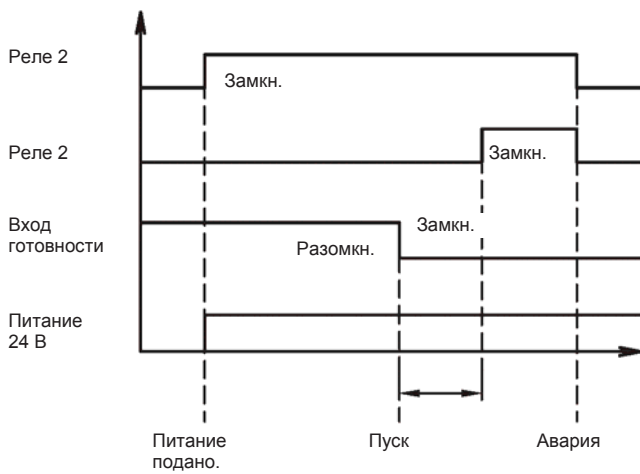 Реле 2
Замкн.
Реле 2
Замкн.
Вход
готовности
Замкн.
Разомкн.
Питание
24 В
Питание
подано.
Пуск
Авария